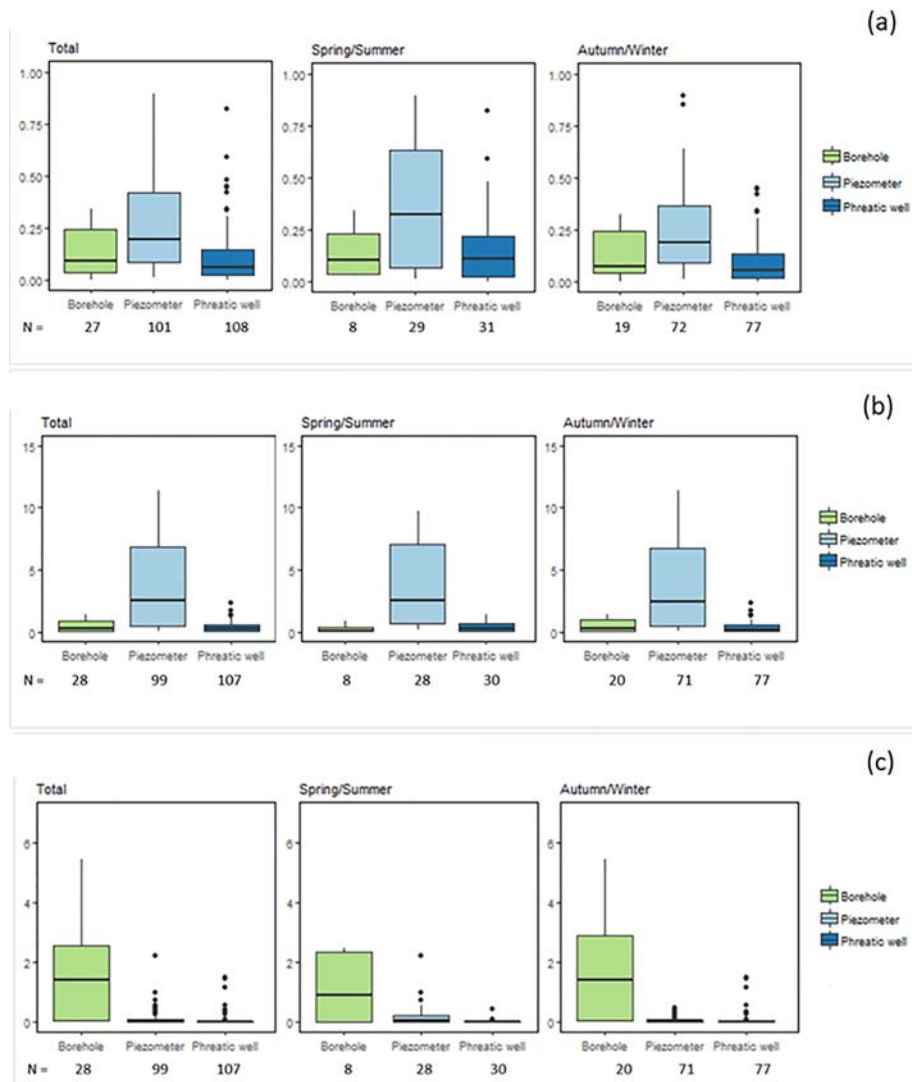 (a)
Total Spring/Summer Autumn/Winter
1.00 1.00 1.00
0.75 0.75 0.75
Borehole
Piezometer
0.50 0.50 0.50
Phreatic well
0.25 0.25 0.25
0.00 0.00 0.00
Borehole Piezometer Phreatic well Borehole Piezometer Phreatic well Borehole Piezometer Phreatic well
N = 27 101 108 8 29 31 19 72 77
(b)
Total Spring/Summer Autumn/Winter
15 15 15
10 10 10
Borehole
Piezometer
Phreatic well
5 5 5
0 0 0
Borehole Piezometer Phreatic well Borehole Piezometer Phreatic well Borehole Piezometer Phreatic well
N = 28 99 107 8 28 30 20 71 77
(c)
Total Spring/Summer Autumn/Winter
6 6 6
4 4 4
Borehole
Piezometer
Phreatic well
2 2 2
0 0 0
Borehole Piezometer Phreatic well Borehole Piezometer Phreatic well Borehole Piezometer Phreatic well
N = 28 99 107 8 28 30 20 71 77